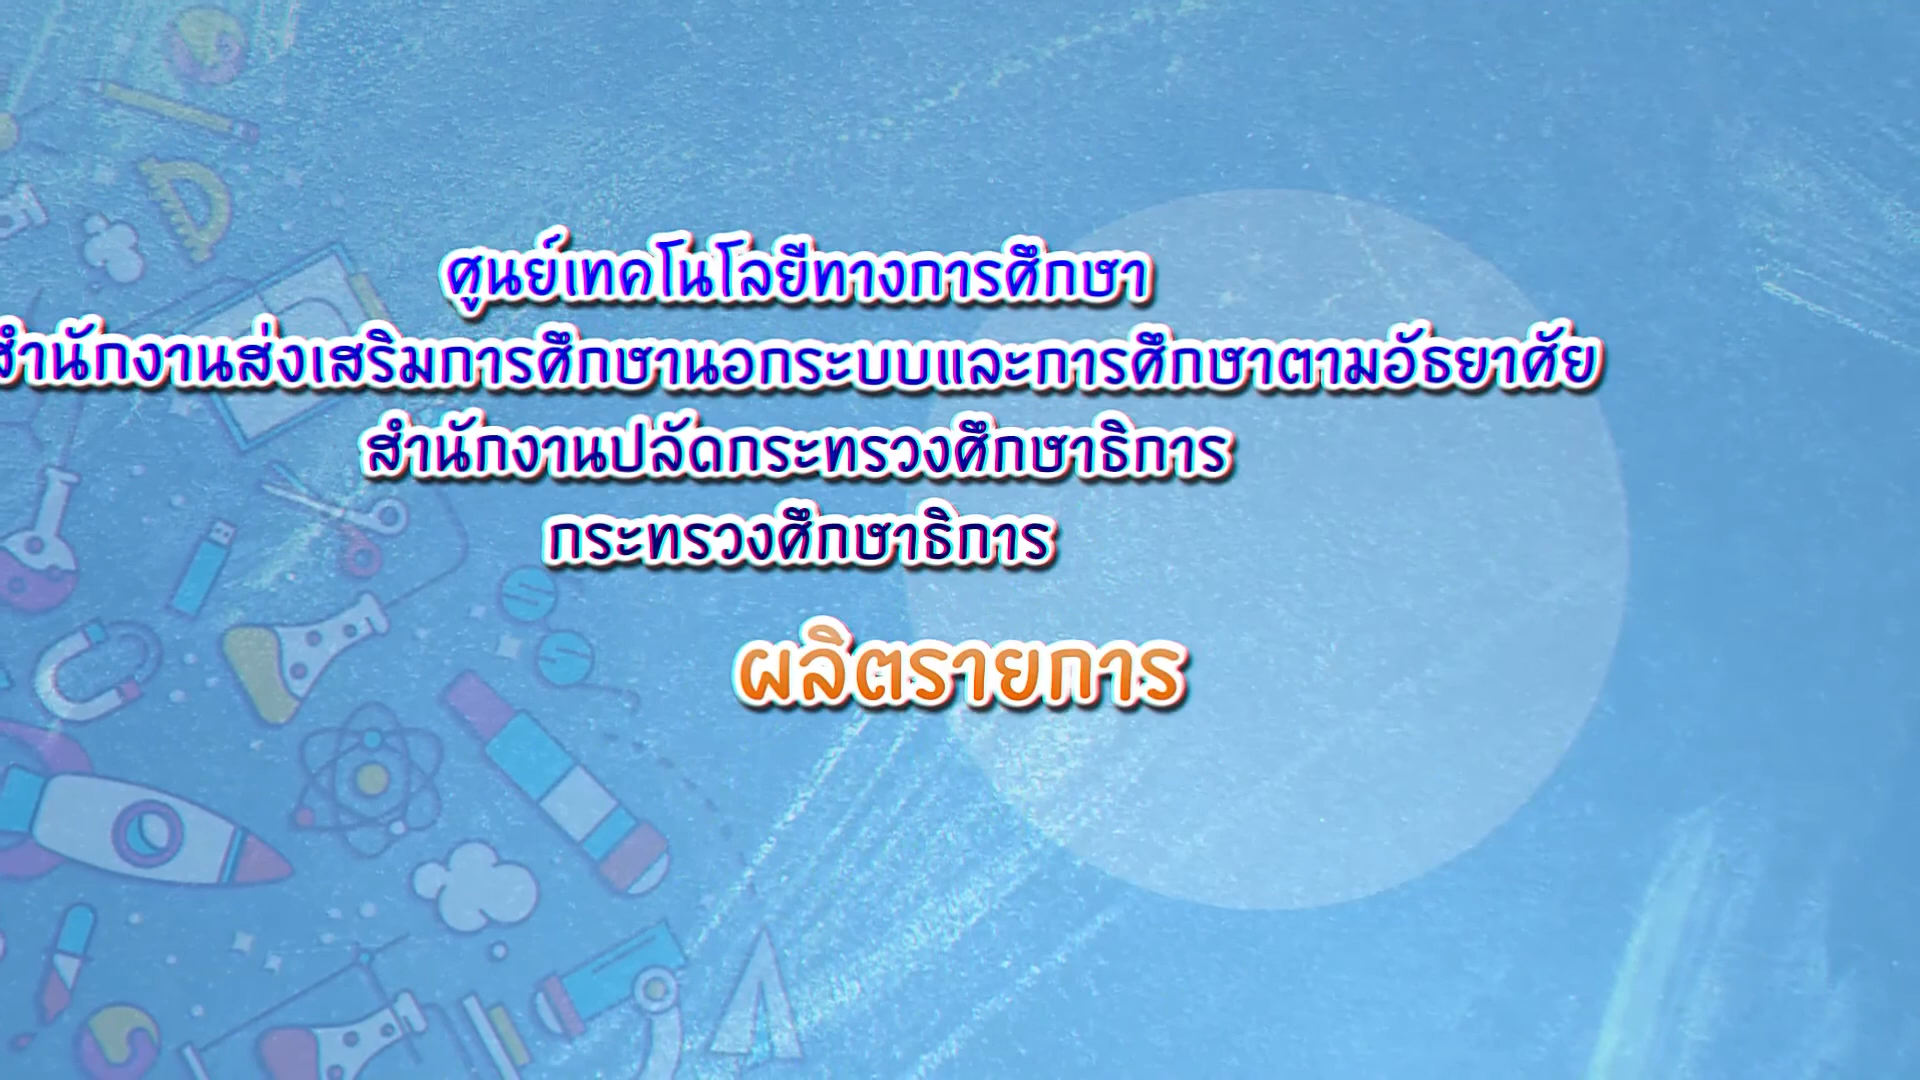 ศูนย์เทคโนโลยีทางการศึกษา
สำนักงานส่งเสริมการศึกษานอกระบบและการศึกษาตามอัธยาศัย
สำนักงานปลัดกระทรวงศึกษาธิการ
กระทรวงศึกษาธิการ
ผลิตรายการ